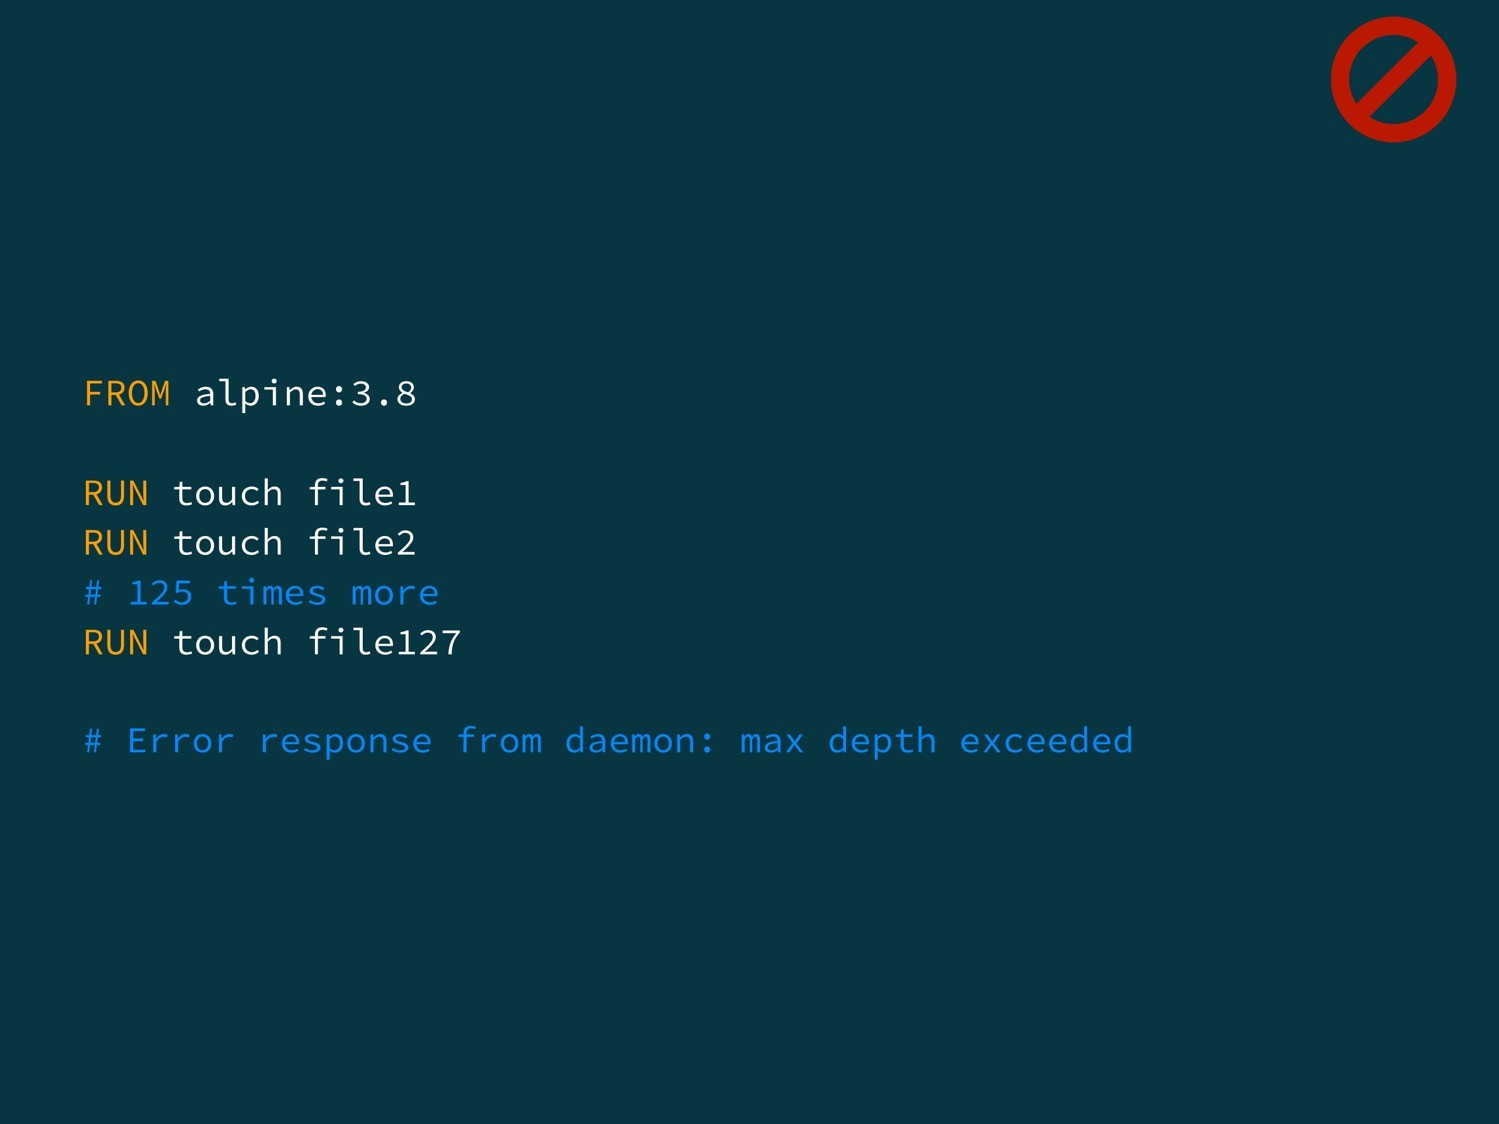 FROM alpine:3.8
RUN touch file1
RUN touch file2
# 125 times more
RUN touch file127
# Error response from daemon: max depth exceeded